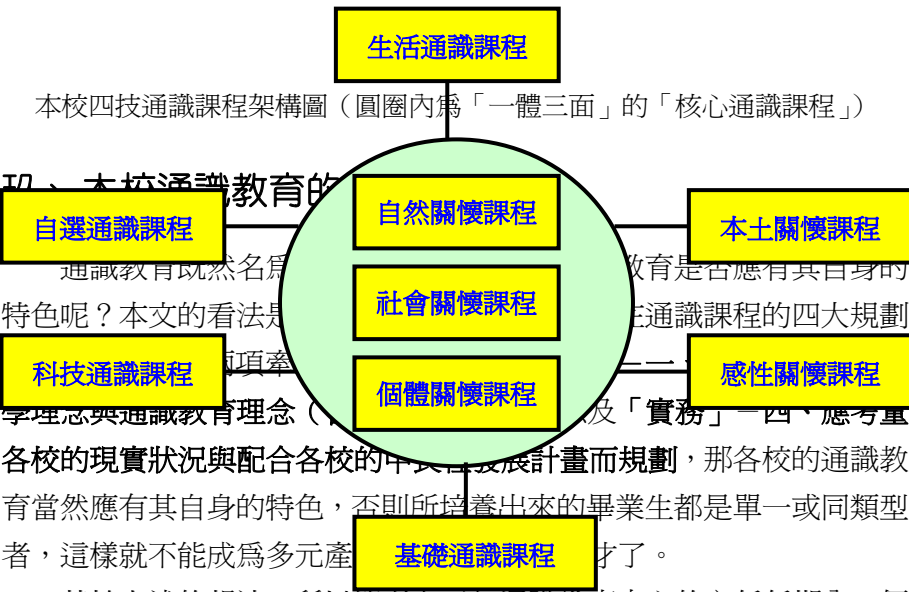 生活通識課程
本校四技通識課程架構圖（圓圈內為「一體三面」的「核心通識課程」）
玖、本校通識教育的
自選通識課程
自然關懷課程
本土關懷課程
通識教育既然名為
教育是否應有其自身的
特色呢？本文的看法是
社會關懷課程
在通識課程的四大規劃
科技通識課程
兩項牽
個體關懷課程
感性關懷課程
學理念與通識教育理念（
及「實務」－四、應考量
各校的現實狀況與配合各校的中長程發展計畫而規劃，那各校的通識教
育當然應有其自身的特色，否則所培養出來的畢業生都是單一或同類型
者，這樣就不能成為多元產
基礎通識課程
才了。